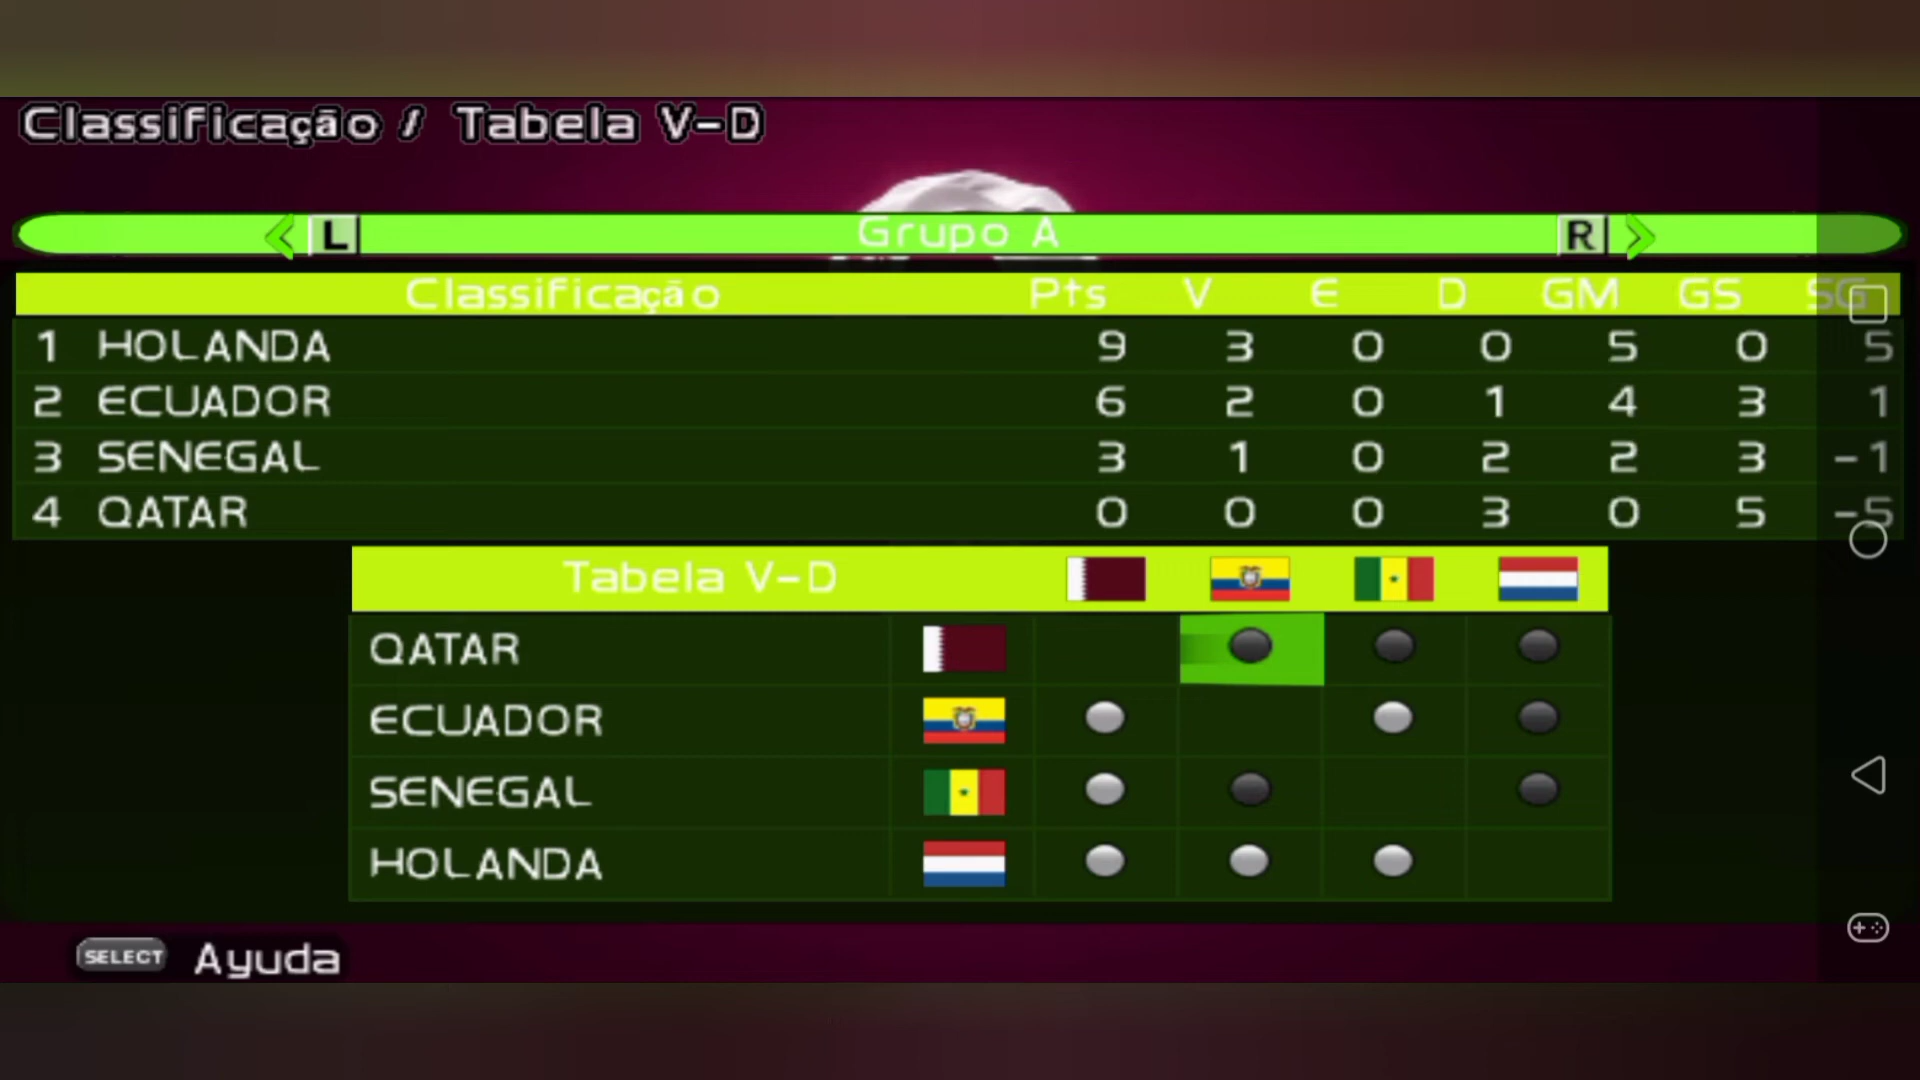 Classificação / Tabela V-D
L Grupo A R
Classificação Pts V E D GM GS SG
1 HOLANDA 9 3 0 0 5 0 5
2 ECUADOR 6 2 0 1 4 3 1
3 SENEGAL 3 1 0 2 2 3 -1
4 QATAR 0 0 0 3 0 5 -5
Tabela V-D
QATAR
ECUADOR
SENEGAL
HOLANDA
SELECT Ayuda